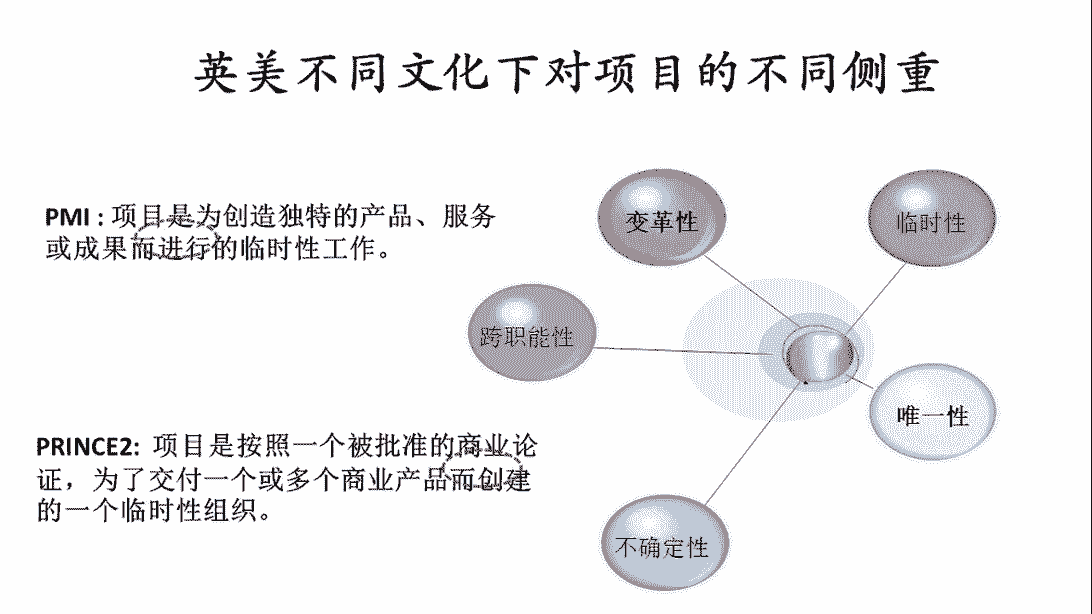 英美不同文化下对项目的不同侧重
PMI : 项目是为创造独特的产品、服务
或成果而进行的临时性工作。
变革性
临时性
跨职能性
唯一性
PRINCE2: 项目是按照一个被批准的商业论
证，为了交付一个或多个商业产品而创建
的一个临时性组织。
不确定性